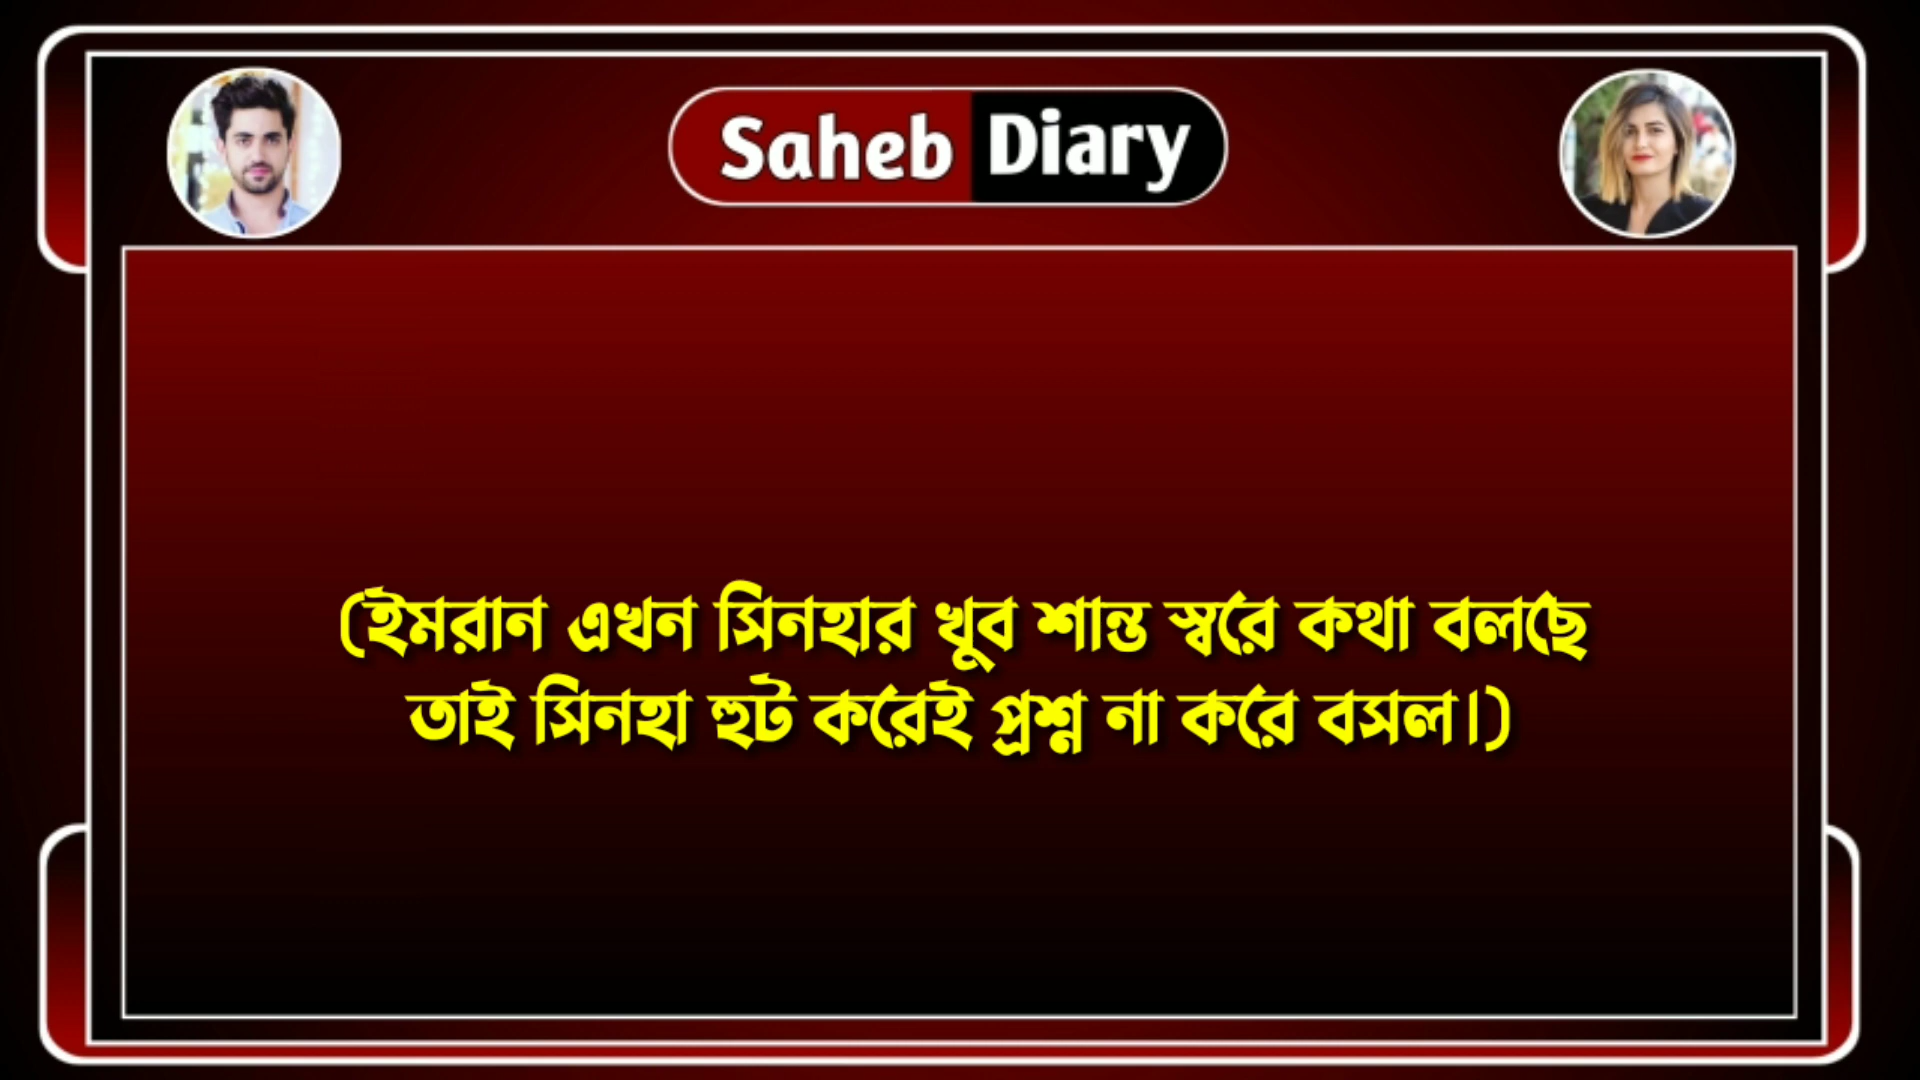 Saheb Diary
(ইমরান এখন সিনহার খুব শান্ত স্বরে কথা বলছে
তাই সিনহা হুট করেই প্রশ্ন না করে বসল।)